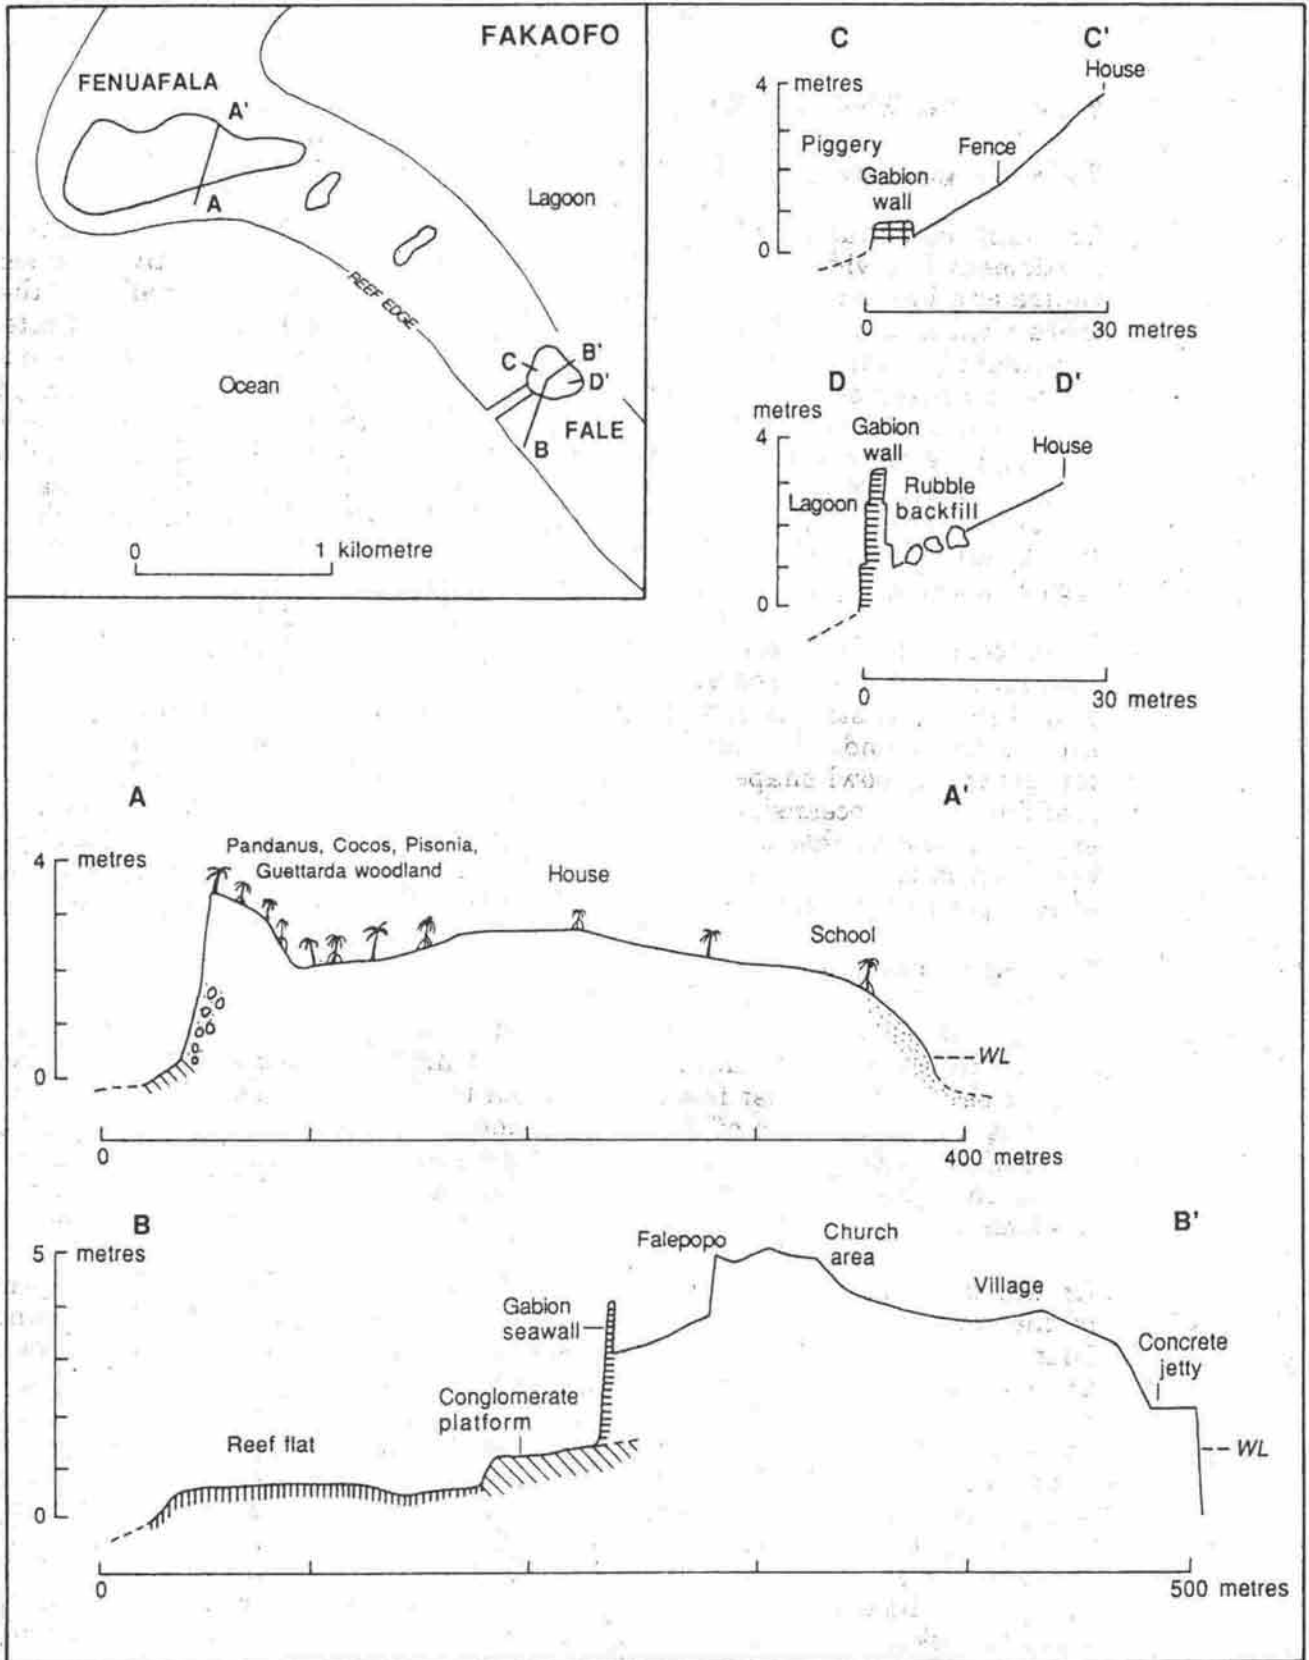 FAKAOFO
FENUAFALA
A'
A
Lagoon
REEF EDGE
Ocean
C
B'
D'
FALE
B
0 1 kilometre
C C'
House
4 metres
Piggery
Fence
Gabion
wall
0
0 30 metres
D D'
metres
4
Gabion
wall
House
Lagoon
Rubble
backfill
0
0 30 metres
A A'
4 metres
Pandanus, Cocos, Pisonia,
Guettarda woodland
House
School
WL
0
0 400 metres
B B'
5 metres
Falepopo
Church
area
Village
Gabion
seawall
Concrete
jetty
Conglomerate
platform
Reef flat
WL
0
0 500 metres